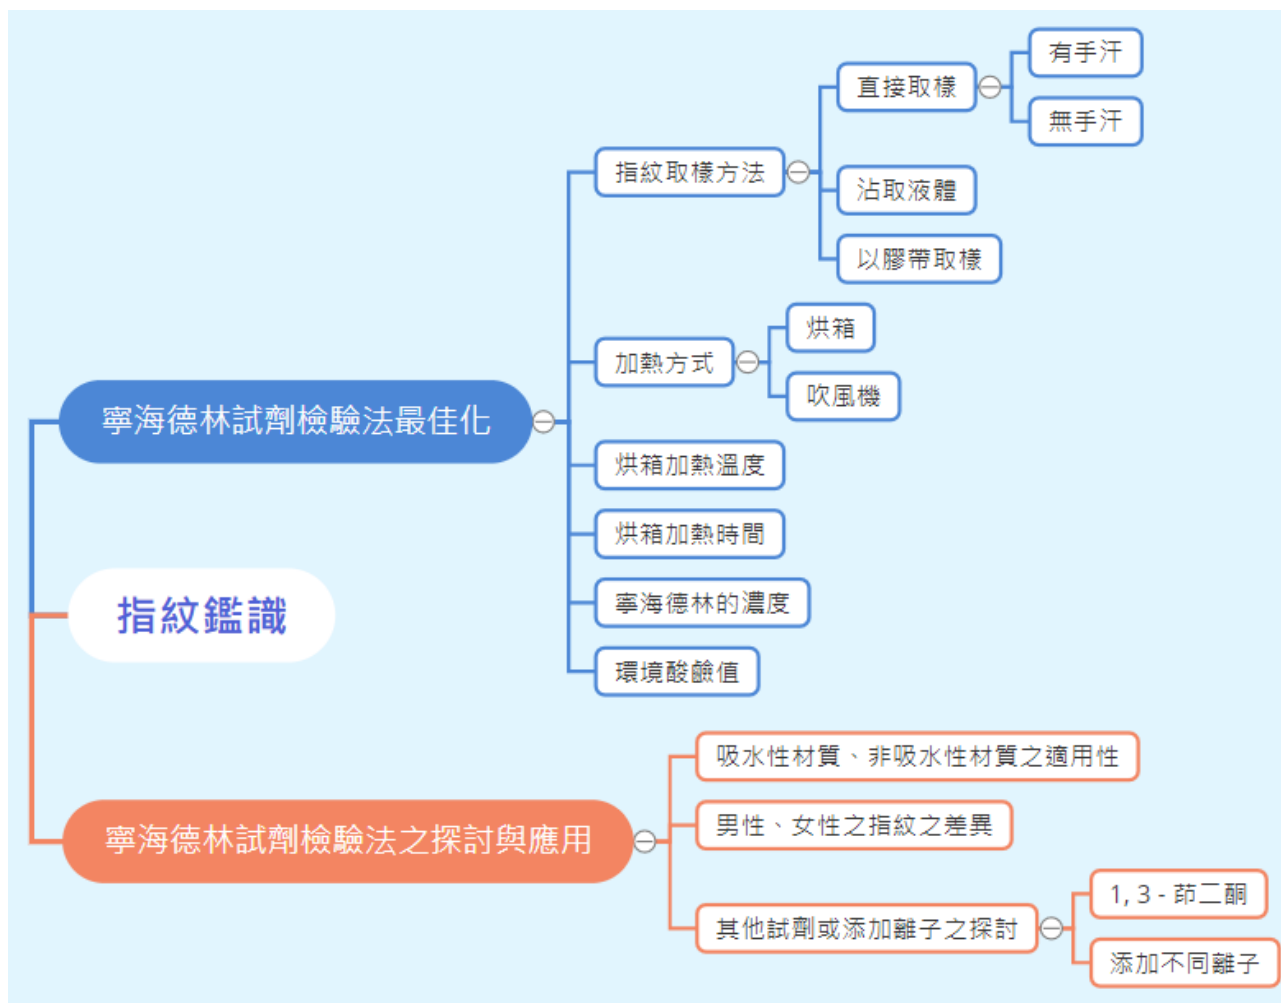 有手汗
直接取樣
無手汗
指紋取樣方法
沾取液體
以膠帶取樣
烘箱
加熱方式
吹風機
寧海德林試劑檢驗法最佳化
烘箱加熱溫度
烘箱加熱時間
寧海德林的濃度
指紋鑑識
環境酸鹼值
吸水性材質、非吸水性材質之適用性
男性、女性之指紋之差異
寧海德林試劑檢驗法之探討與應用
1, 3 - 茚二酮
其他試劑或添加離子之探討
添加不同離子